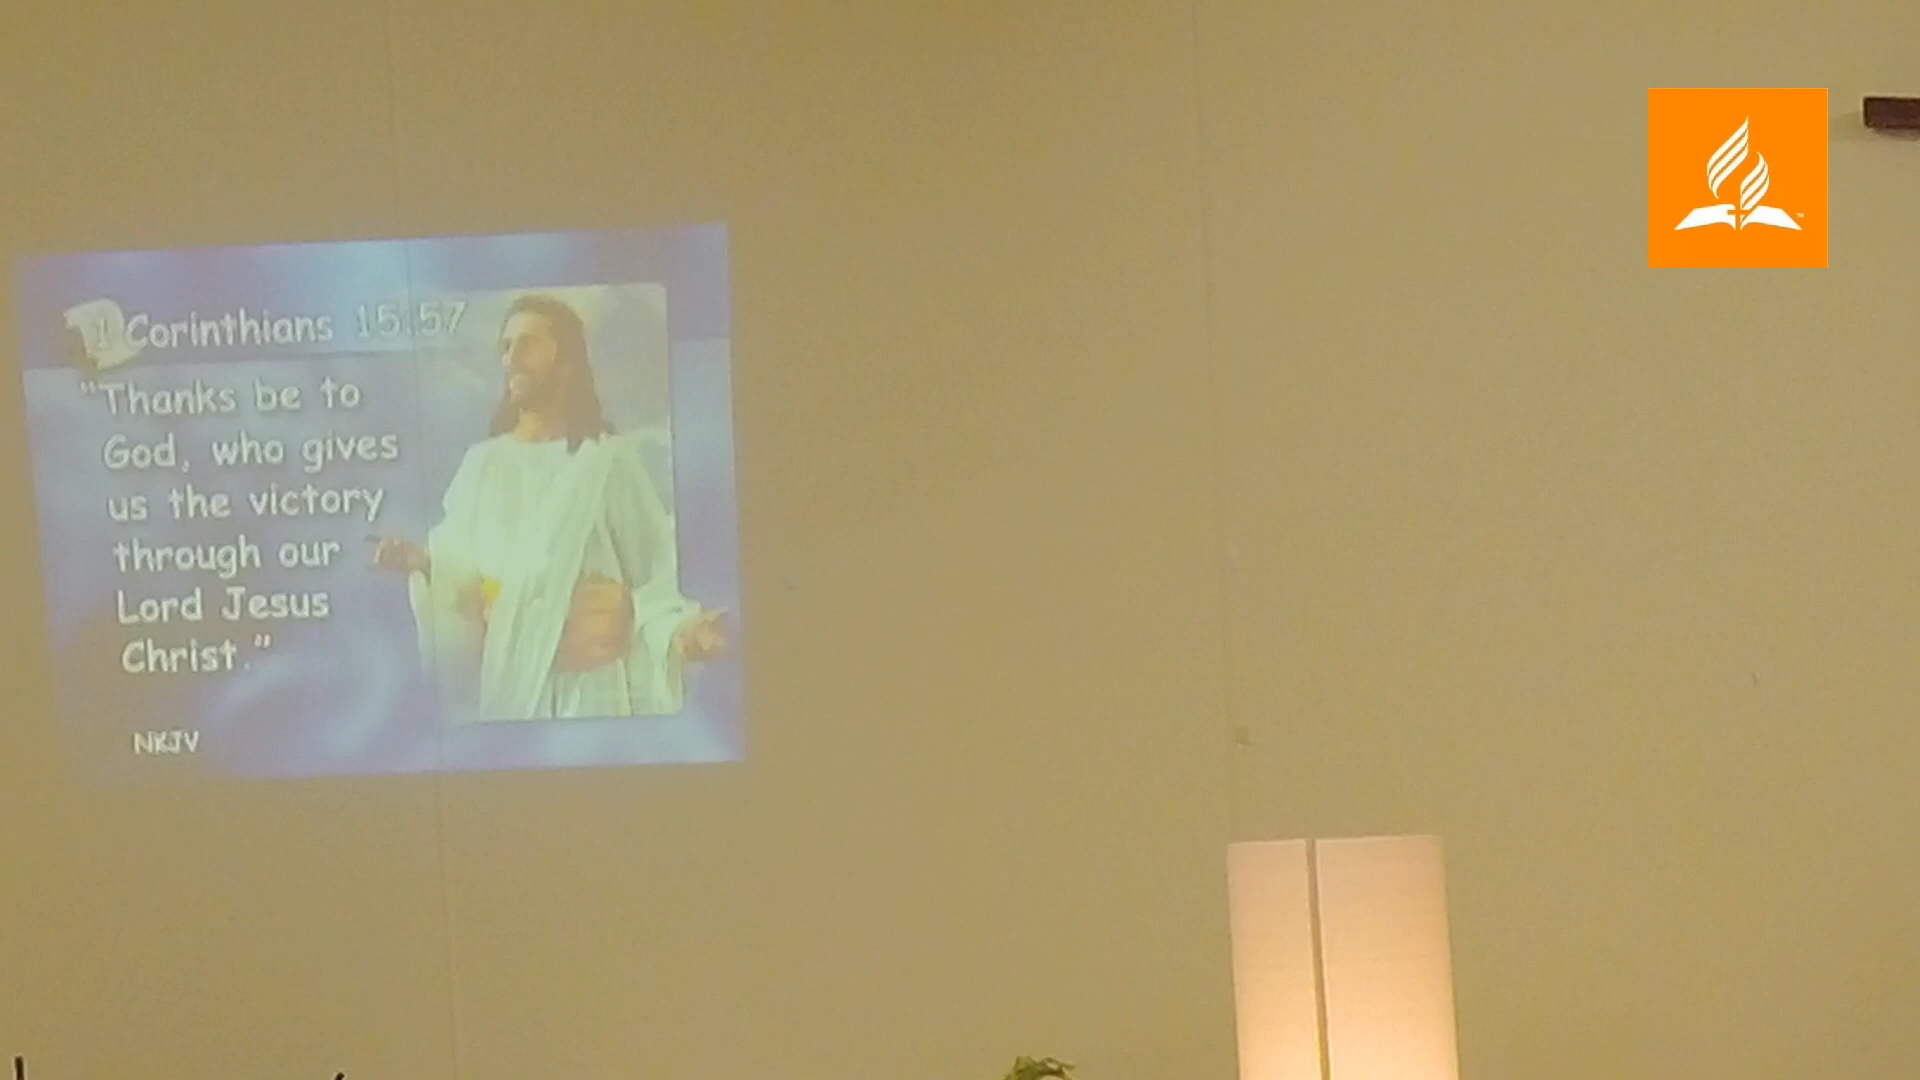 1 Corinthians 15:57
"Thanks be to
God, who gives
us the victory
through our
Lord Jesus
Christ."
NKJV